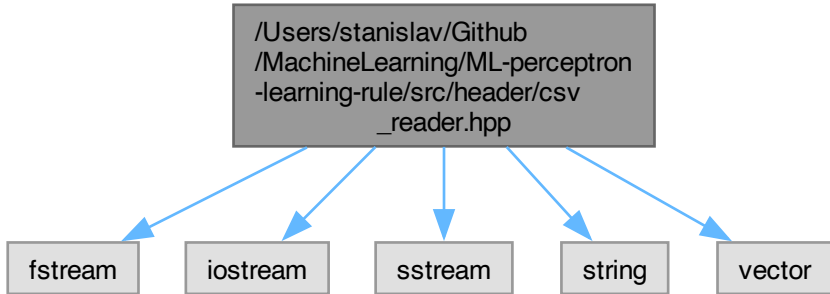 /Users/stanislav/Github
/MachineLearning/ML-perceptron
-learning-rule/src/header/csv
_reader.hpp
fstream
iostream
sstream
string
vector